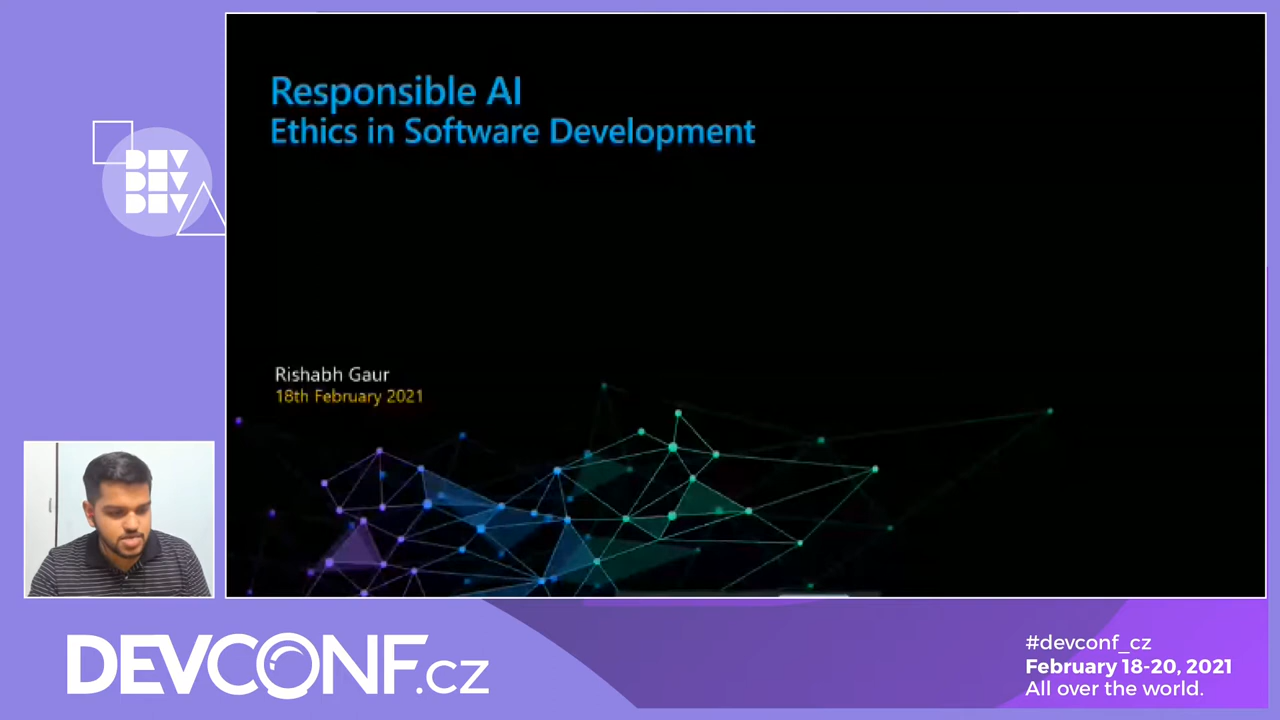 Responsible AI
Ethics in Software Development
DEV
DEV
DEV
Rishabh Gaur
18th February 2021
DEVCONF.cz
#devconf_cz
February 18-20, 2021
All over the world.